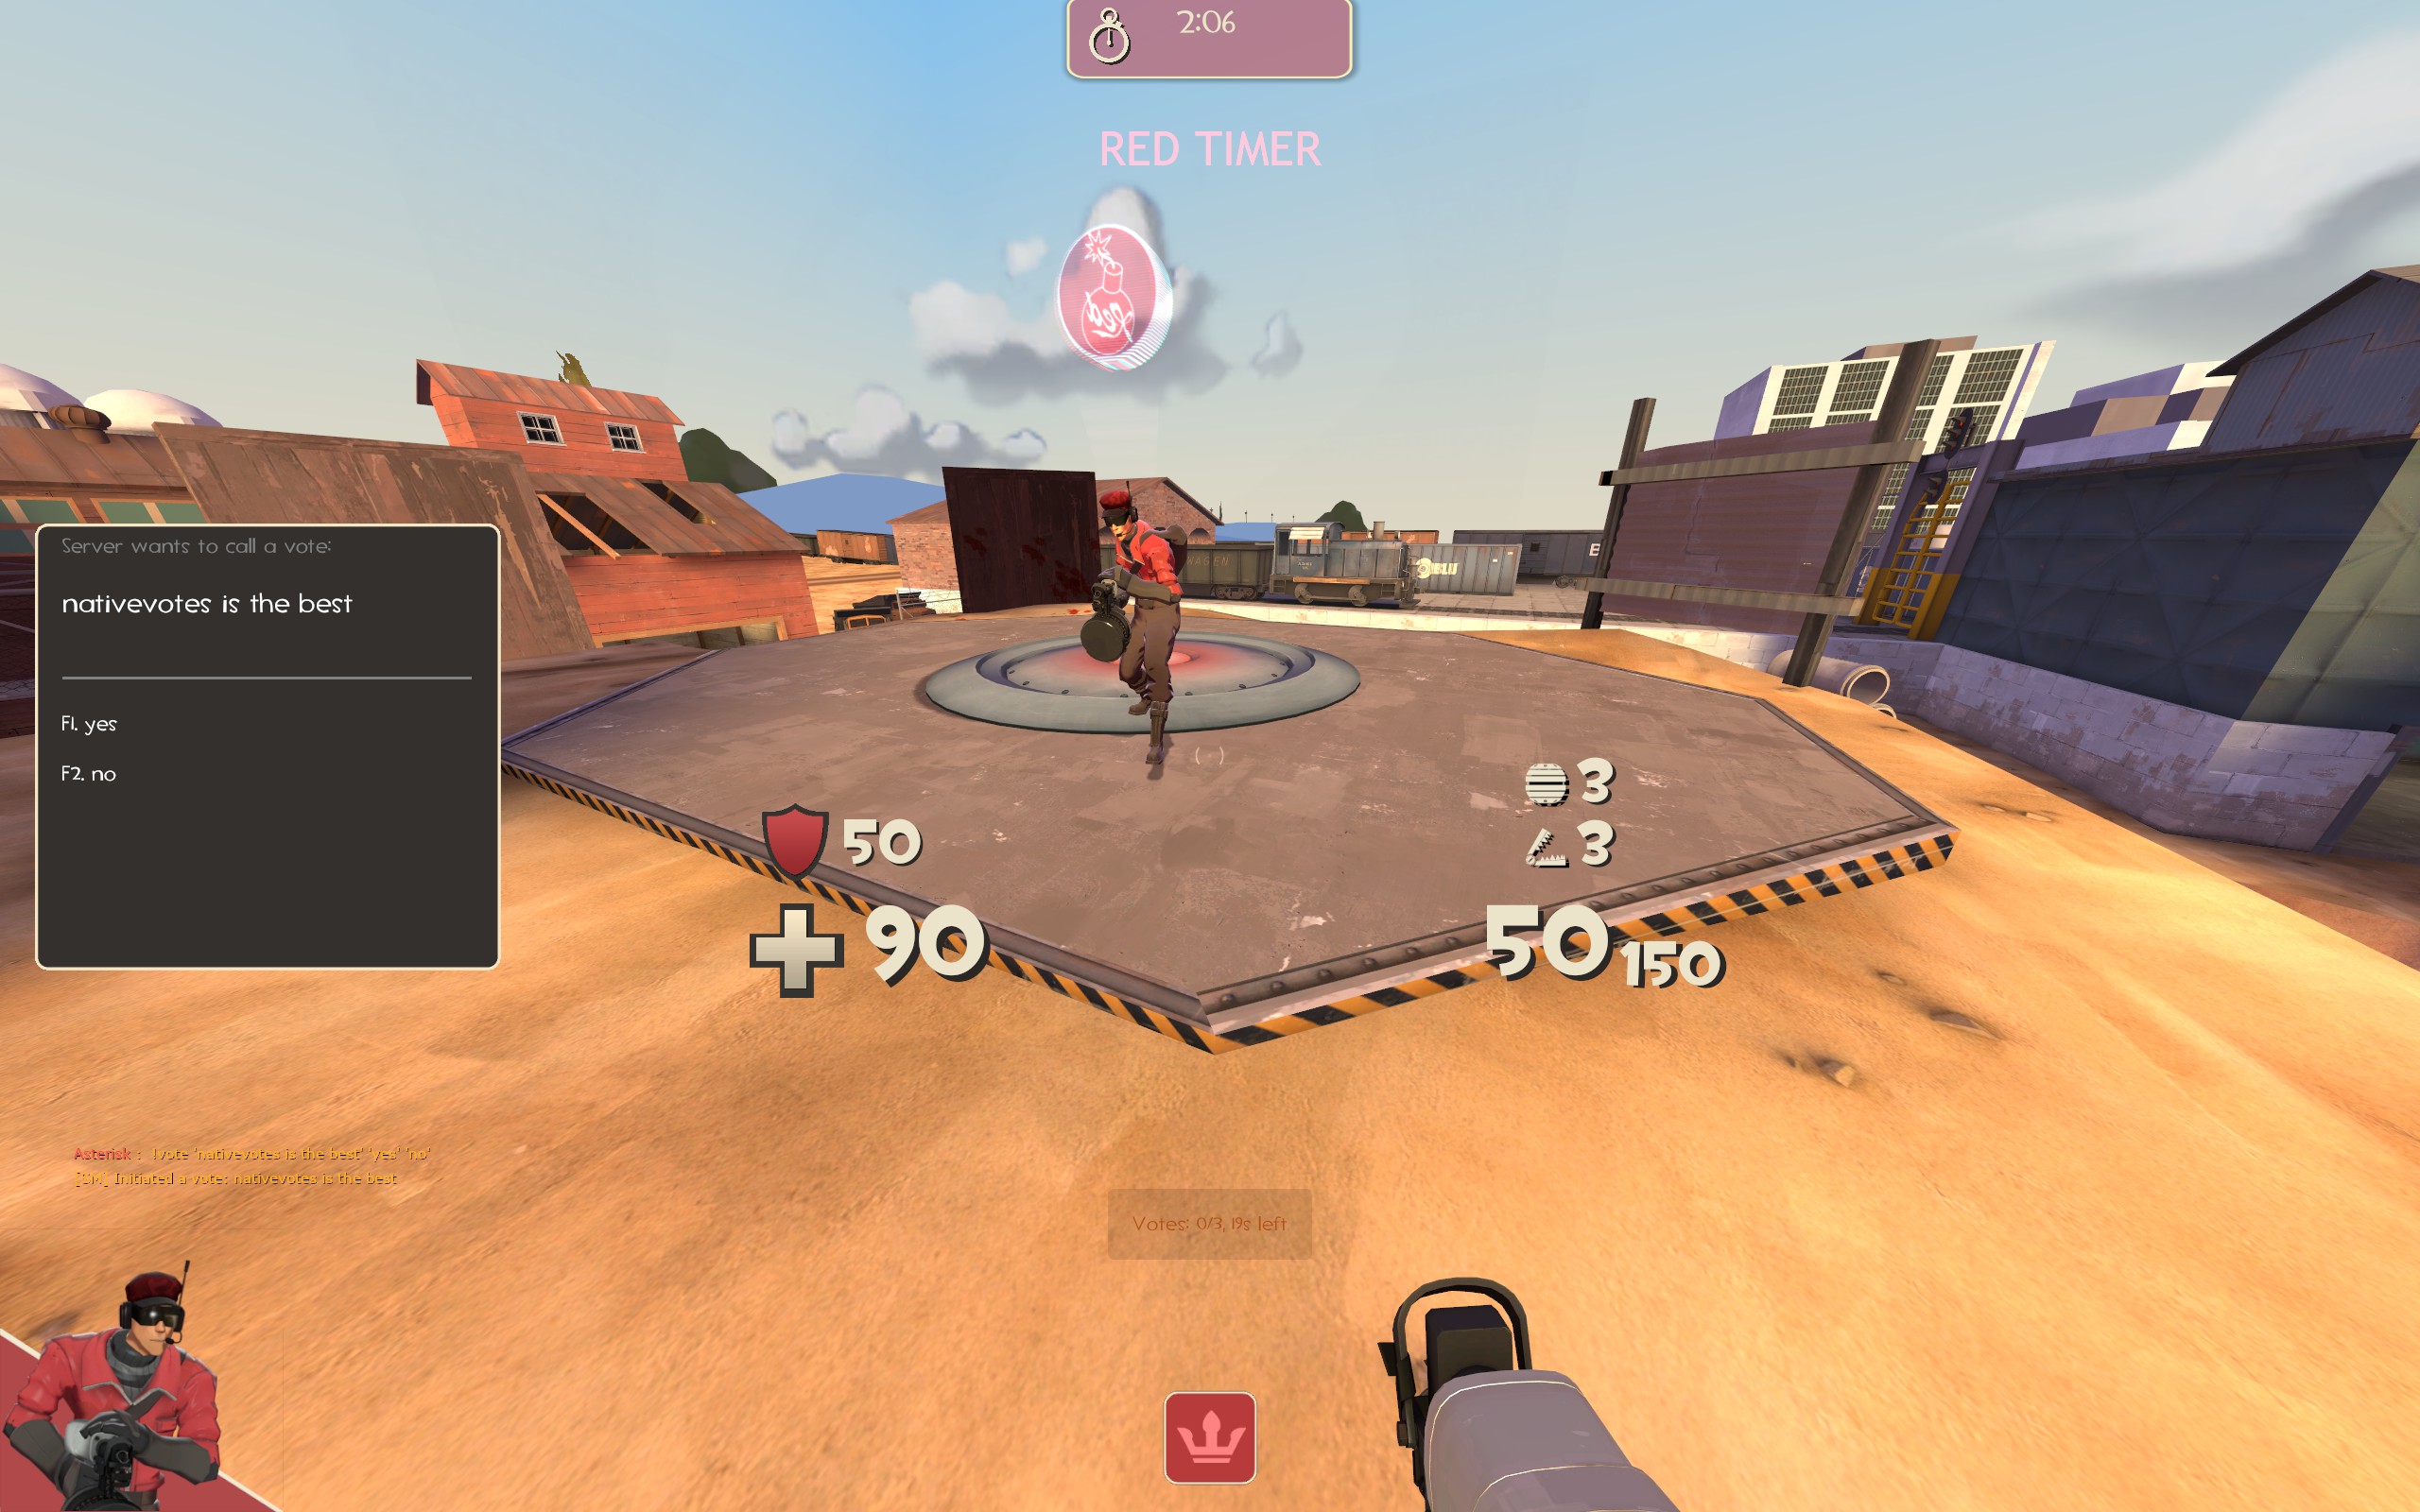 2:06
RED TIMER
Server wants to call a vote:
nativevotes is the best
F1. yes
F2. no
BLU
3
3
50
90
50 150
Asterisk : !vote 'nativevotes is the best' 'yes' 'no'
[SM] Initiated a vote: nativevotes is the best
Votes: 0/3, 19s left